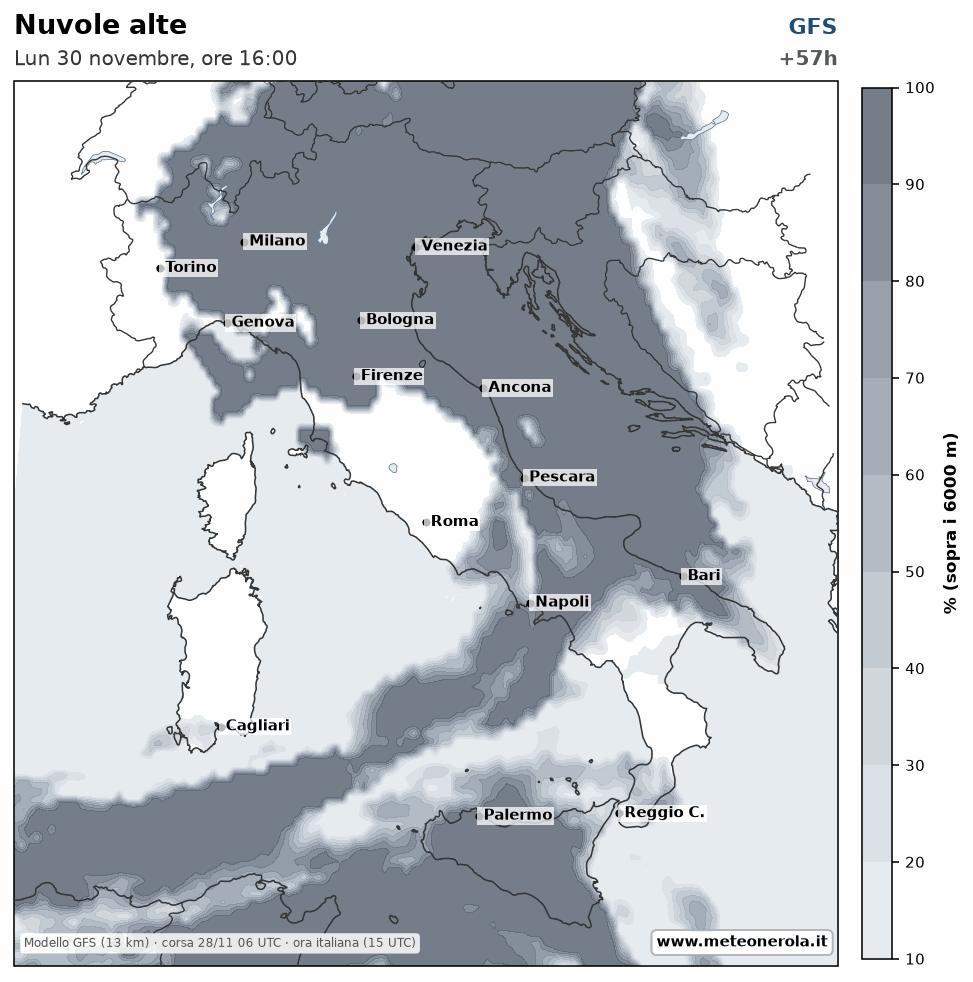 Nuvole alte
GFS
Lun 30 novembre, ore 16:00
+57h
Milano
Venezia
Torino
Genova
Bologna
Firenze
Ancona
Pescara
Roma
Bari
Napoli
Cagliari
Palermo
Reggio C.
100
90
80
70
60
50
40
30
20
10
% (sopra i 6000 m)
Modello GFS (13 km) · corsa 28/11 06 UTC · ora italiana (15 UTC)
www.meteonerola.it